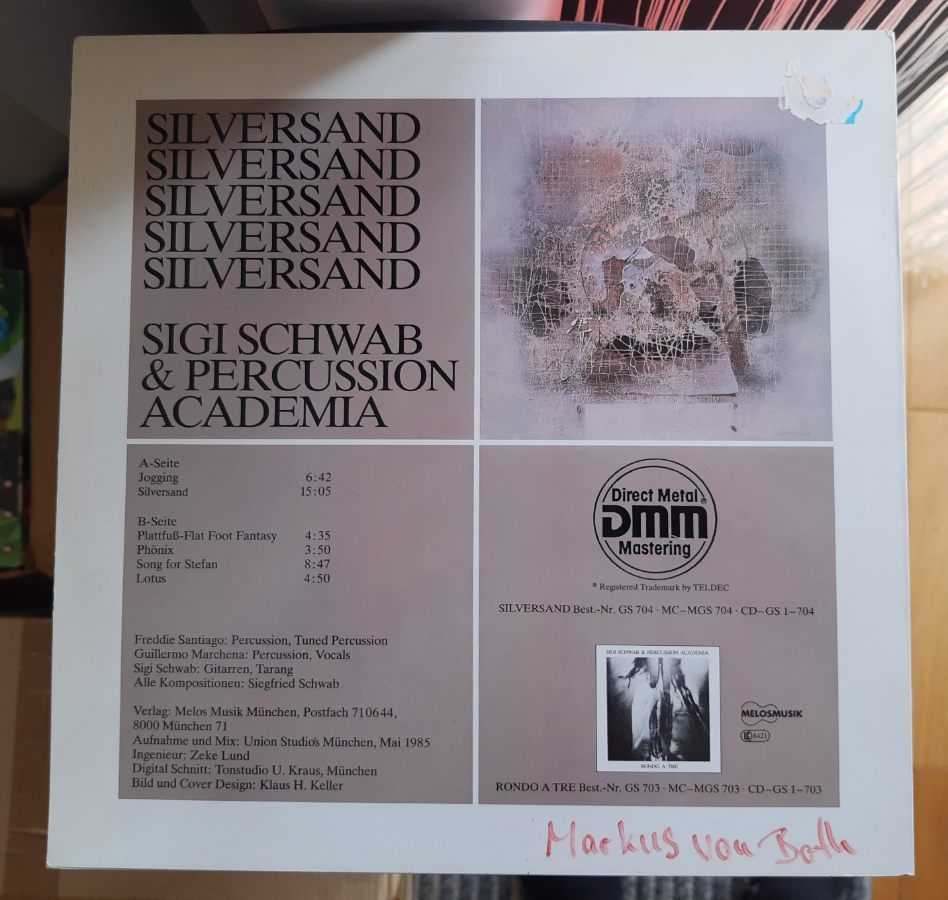 SILVERSAND
SILVERSAND
SILVERSAND
SILVERSAND
SILVERSAND
SIGI SCHWAB
& PERCUSSION
ACADEMIA
A-Seite
Jogging 6:42
Silversand 15:05
B-Seite
Plattfuß-Flat Foot Fantasy 4:35
Phönix 3:50
Song for Stefan 8:47
Lotus 4:50
Freddie Santiago: Percussion, Tuned Percussion
Guillermo Marchena: Percussion, Vocals
Sigi Schwab: Gitarren, Tarang
Alle Kompositionen: Siegfried Schwab
Verlag: Melos Musik München, Postfach 710644,
8000 München 71
Aufnahme und Mix: Union Studio's München, Mai 1985
Ingenieur: Zeke Lund
Digital Schnitt: Tonstudio U. Kraus, München
Bild und Cover Design: Klaus H. Keller
Direct Metal ®
DMM
Mastering
® Registered Trademark by TELDEC
SILVERSAND Best.-Nr. GS 704 · MC–MGS 704 · CD–GS 1–704
SIGI SCHWAB & PERCUSSION ACADEMIA
RONDO A TRE
MELOSMUSIK
8421
RONDO A TRE Best.-Nr. GS 703 · MC–MGS 703 · CD–GS 1–703
Markus von Both